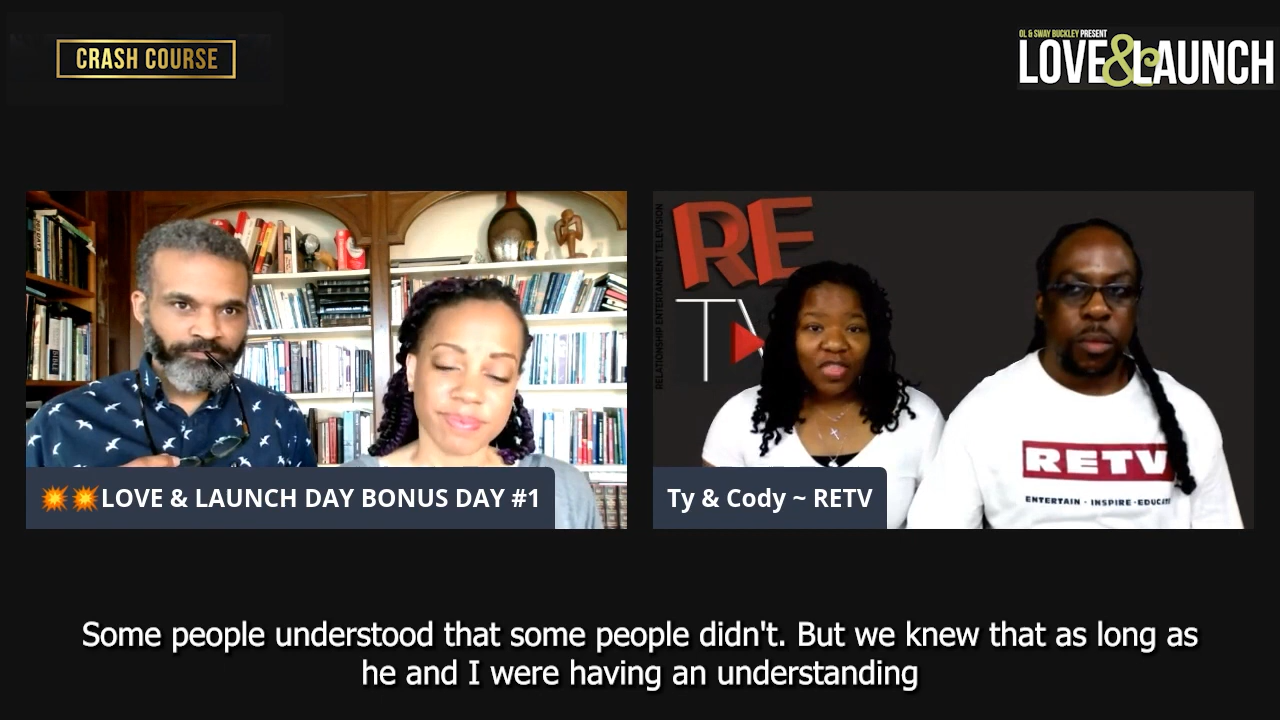 CRASH COURSE
OL & SWAY BUCKLEY PRESENT
LOVE & LAUNCH
RE
TV
RELATIONSHIP ENTERTAINMENT TELEVISION
RETV
ENTERTAIN · INSPIRE · EDUCATE
💥💥LOVE & LAUNCH DAY BONUS DAY #1
Ty & Cody ~ RETV
Some people understood that some people didn't. But we knew that as long as
he and I were having an understanding